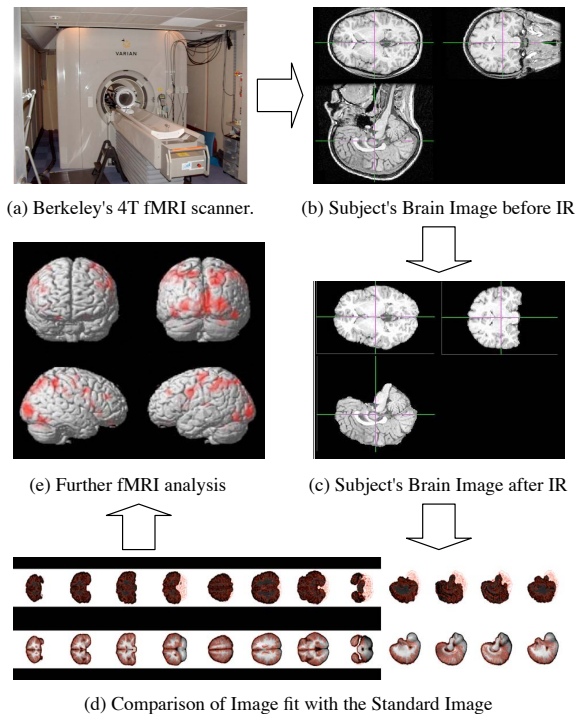 VARIAN
(a) Berkeley's 4T fMRI scanner.
(b) Subject's Brain Image before IR
(e) Further fMRI analysis
(c) Subject's Brain Image after IR
(d) Comparison of Image fit with the Standard Image